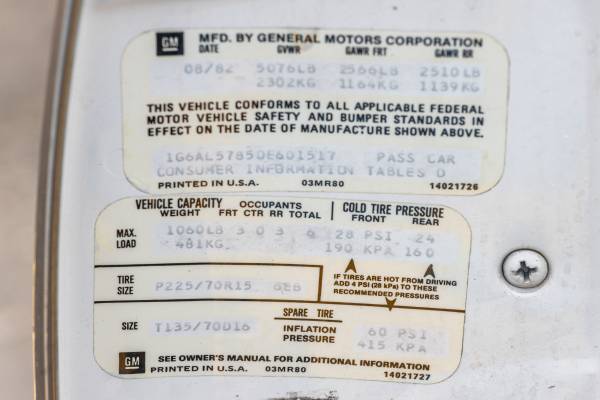 GM MFD. BY GENERAL MOTORS CORPORATION
DATE GVWR GAWR FRT GAWR RR
08/82 5076LB 2566LB 2510LB
2302KG 1164KG 1139KG
THIS VEHICLE CONFORMS TO ALL APPLICABLE FEDERAL
MOTOR VEHICLE SAFETY AND BUMPER STANDARDS IN
EFFECT ON THE DATE OF MANUFACTURE SHOWN ABOVE.
PASS CAR
CONSUMER INFORMATION TABLES D
PRINTED IN U.S.A. 03MR80 14021726
VEHICLE CAPACITY OCCUPANTS COLD TIRE PRESSURE
WEIGHT FRT CTR RR TOTAL FRONT REAR
MAX. LOAD 1060LB 3 0 3 6 28 PSI 24
481KG 190 KPA 160
IF TIRES ARE HOT FROM DRIVING
ADD 4 PSI (28 kPa) TO THESE
RECOMMENDED PRESSURES
TIRE SIZE P225/70R15
SPARE TIRE
SIZE T135/70D16 INFLATION PRESSURE 60 PSI
415 KPA
GM SEE OWNER'S MANUAL FOR ADDITIONAL INFORMATION
PRINTED IN U.S.A. 03MR80 14021727